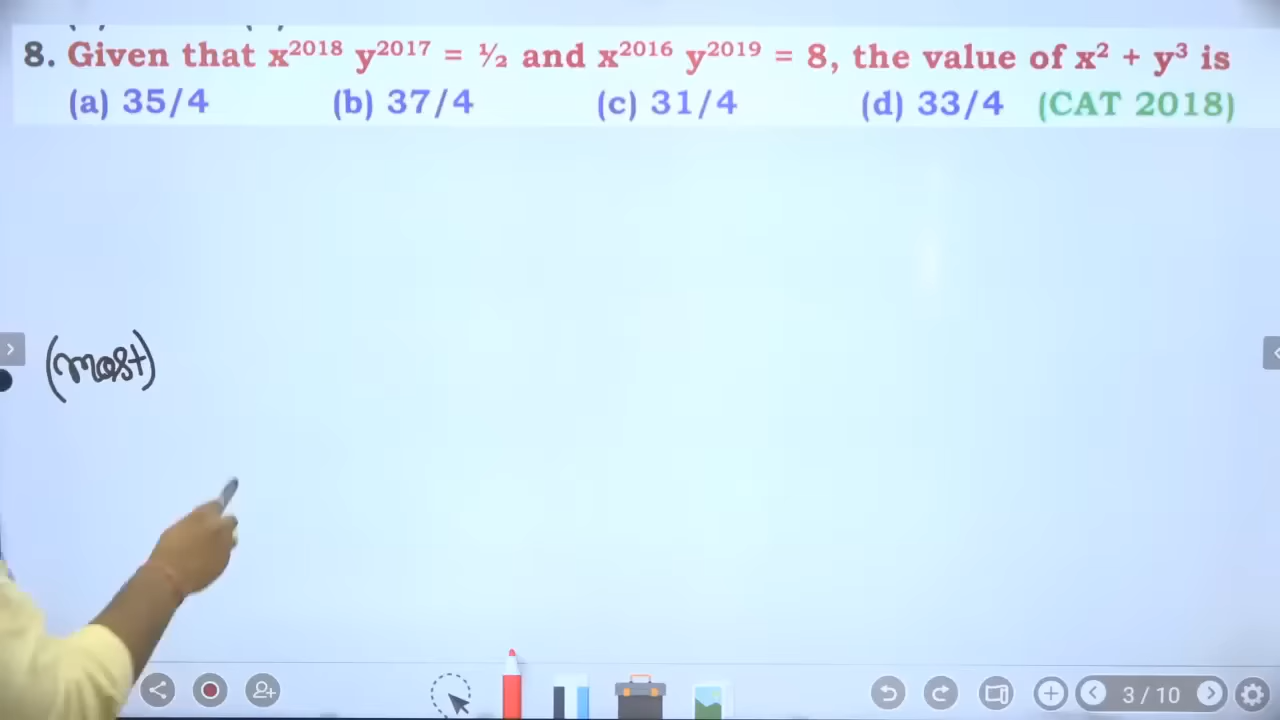 8. Given that x²⁰¹⁸ y²⁰¹⁷ = ½ and x²⁰¹⁶ y²⁰¹⁹ = 8, the value of x² + y³ is
(a) 35/4 (b) 37/4 (c) 31/4 (d) 33/4 (CAT 2018)
(most)
3 / 10